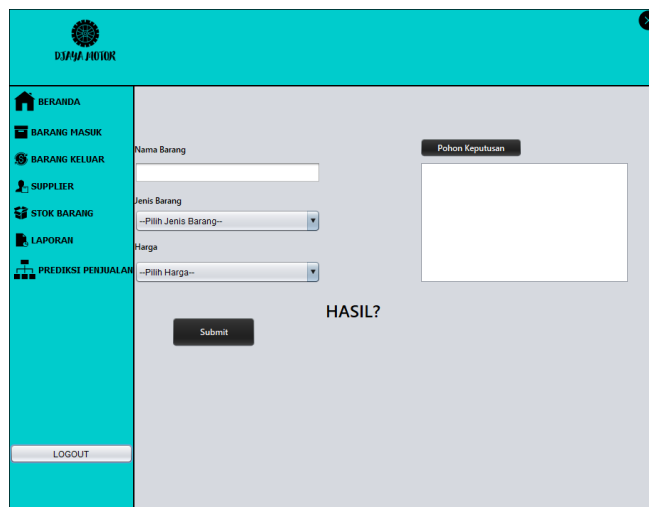 DJAYA MOTOR
BERANDA
BARANG MASUK
BARANG KELUAR
SUPPLIER
STOK BARANG
LAPORAN
PREDIKSI PENJUALAN
LOGOUT
Nama Barang
Jenis Barang
--Pilih Jenis Barang--
Harga
--Pilih Harga--
Submit
HASIL?
Pohon Keputusan